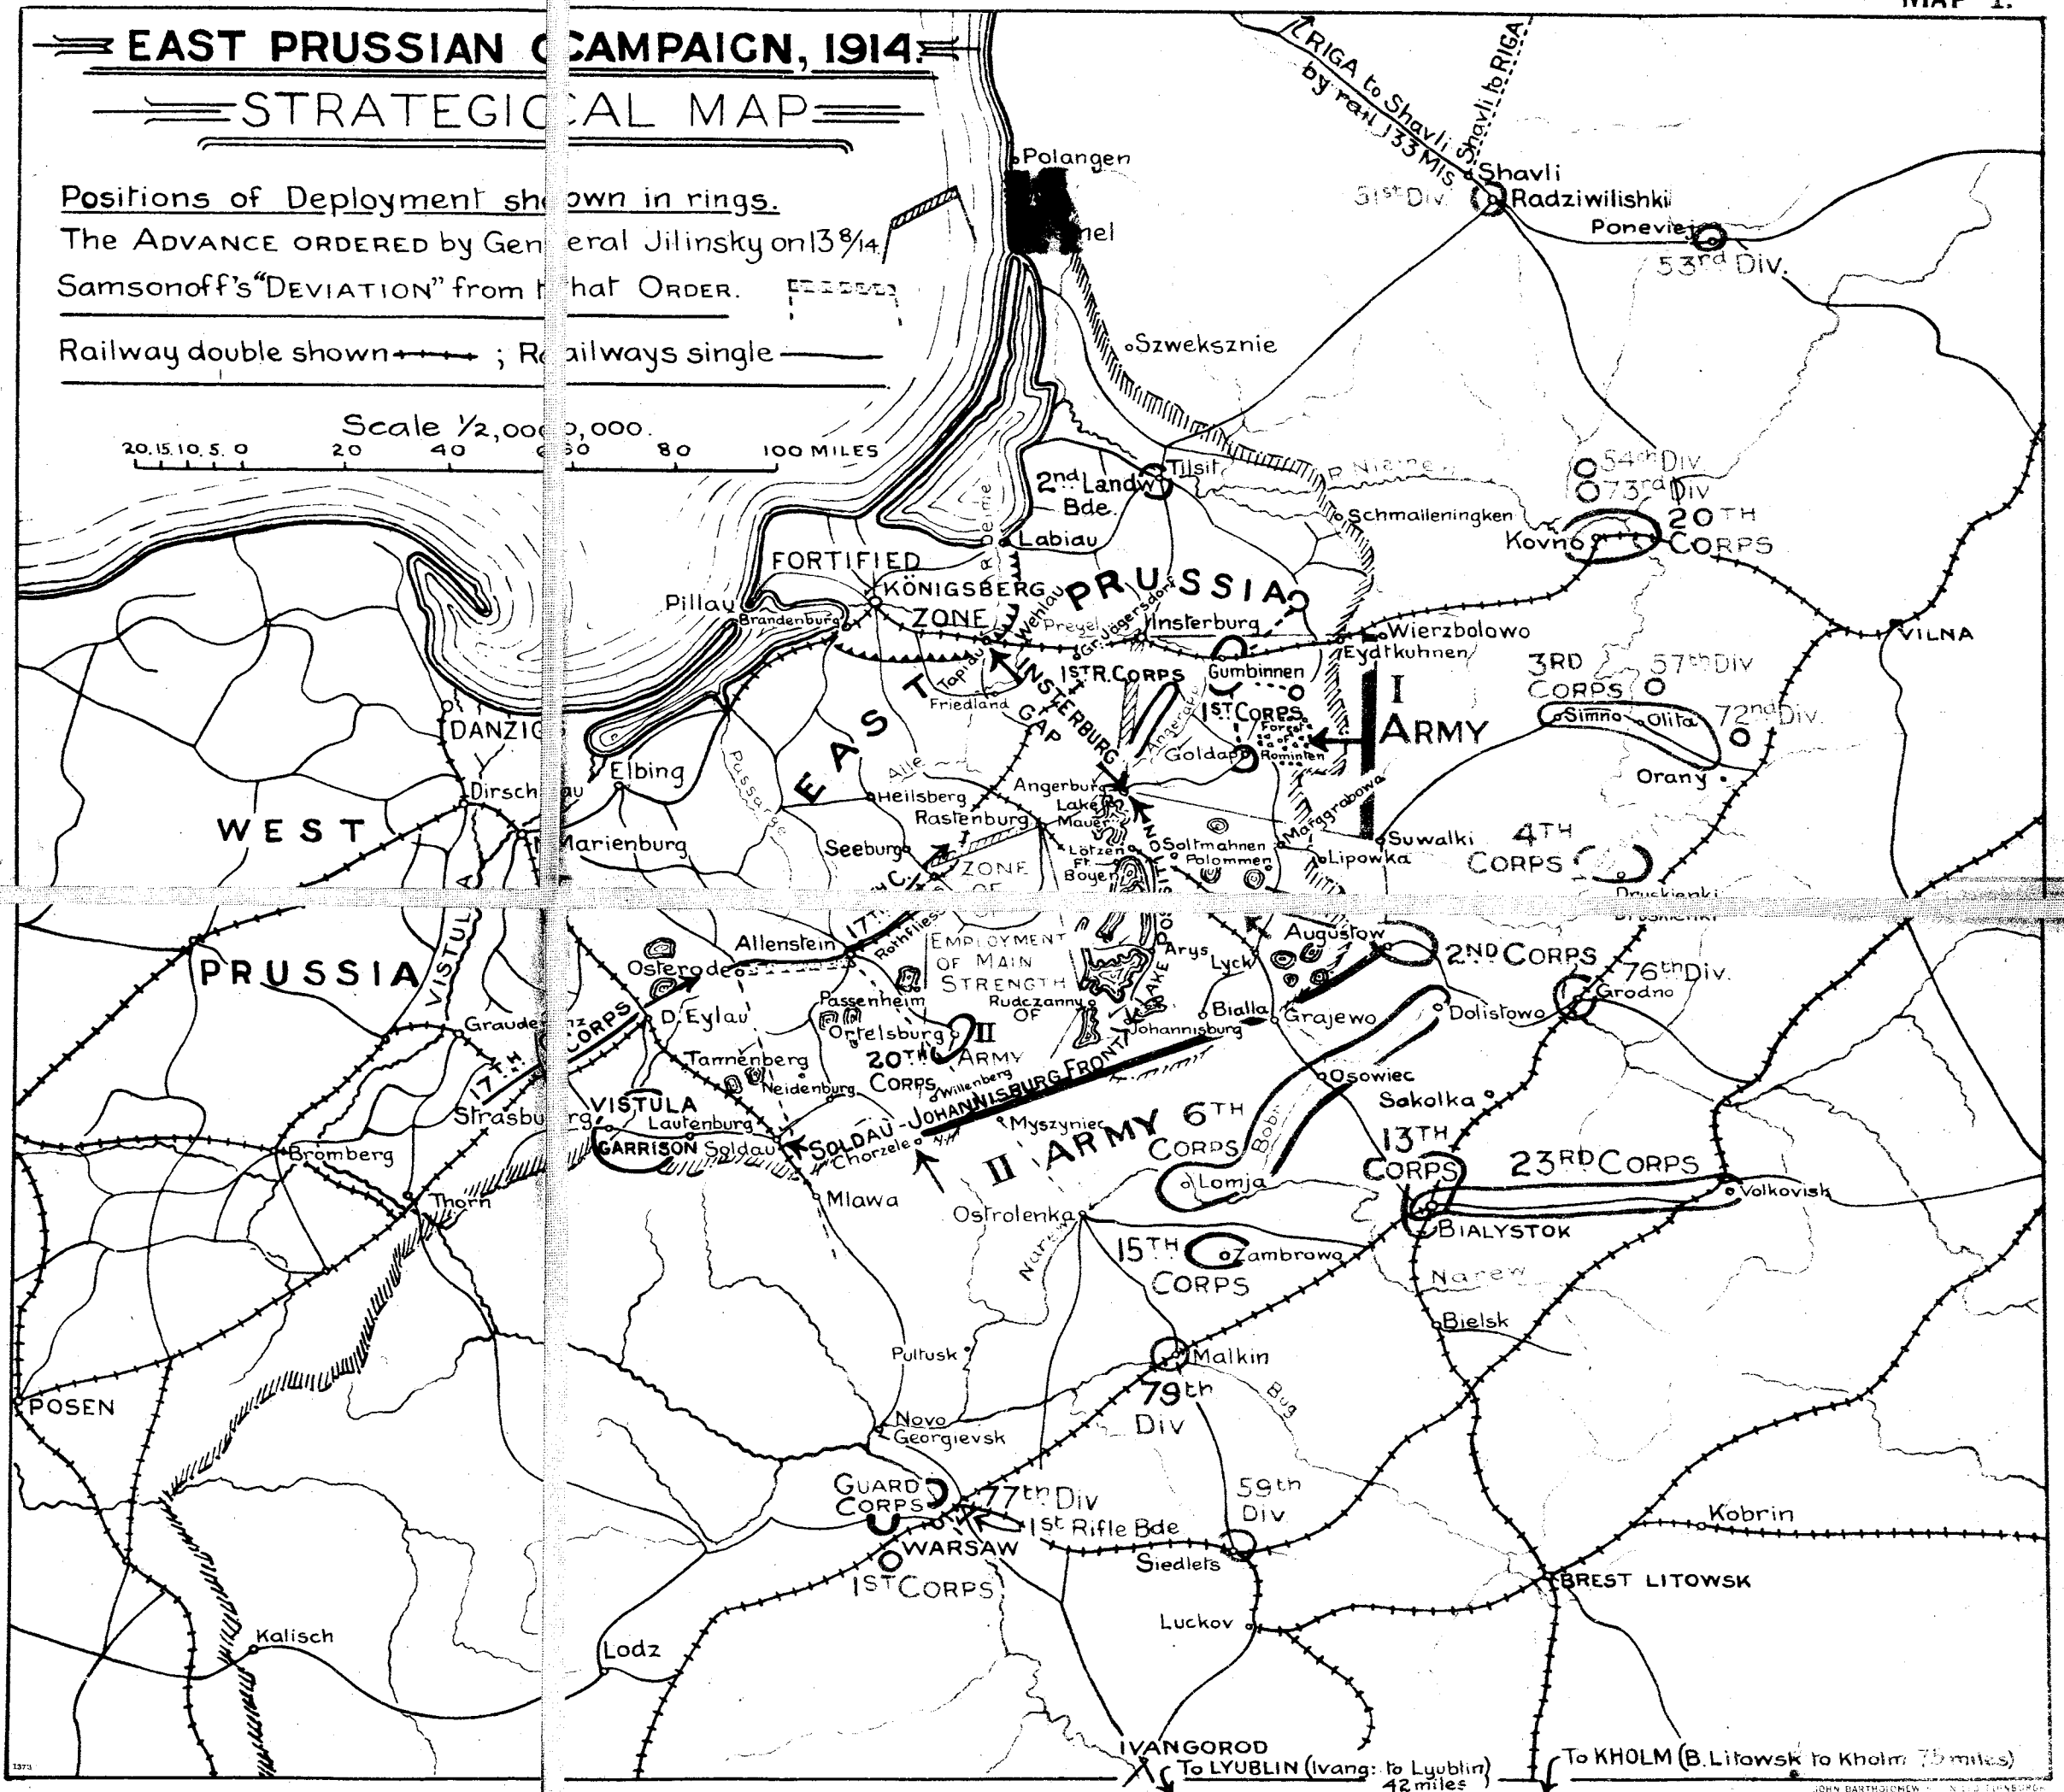 MAP 1.
EAST PRUSSIAN CAMPAIGN, 1914.
STRATEGICAL MAP
Positions of Deployment shown in rings.
The ADVANCE ORDERED by General Jilinsky on 13 8/14.
Samsonoff's "DEVIATION" from that ORDER.
Railway double shown ; Railways single
Scale 1/2,000,000.
20. 15. 10. 5. 0 20 40 60 80 100 MILES
RIGA to Shavli
by rail 133 Mls.
Shavli to RIGA
Polangen
Shavli
51st Div.
Radziwilishki
Poneviej
53rd Div.
Szweksznie
54th Div
73rd Div
Tilsit
R Niemen
2nd Landw
Bde.
Schmalleningken
20TH
CORPS
Kovno
Labiau
R Deime
FORTIFIED
KÖNIGSBERG
ZONE
Pillau
Brandenburg
Wehlau
PRUSSIA
Pregel
Gr. Jägersdorf
Insterburg
Wierzbolowo
Eydtkuhnen
VILNA
Tapiau
INSTERBURG
GAP
1ST R. CORPS
Gumbinnen
3RD
CORPS
57th Div
EAST
Friedland
1ST CORPS
Forest
of
Rominten
I
ARMY
Simno
Olita
72nd Div.
DANZIG
Angerapp
Goldap
Orany
Elbing
Passarge
Alle
Heilsberg
Angerburg
Lake
Mauer
Marggrabowa
Dirschau
Rastenburg
WEST
Marienburg
Seeburg
Lötzen
Ft.
Boyen
Soltmahnen
Polommen
Suwalki
Lipowka
4TH
CORPS
Druskienki
ZONE
OF
EMPLOYMENT
OF MAIN
STRENGTH
17TH C.
Rothfliess
Allenstein
Osterode
PRUSSIA
VISTULA
Arys
Lyck
Augustow
2ND CORPS
76th Div.
Grodno
Passenheim
Rudczanny
OF
Bialla
Grajewo
Dolistowo
Graudenz
17TH CORPS
D. Eylau
Ortelsburg
II
ARMY
20TH
CORPS
Johannisburg
Tannenberg
Neidenburg
Willenberg
Osowiec
Sakolka
Strasburg
VISTULA
GARRISON
Lautenburg
Soldau
SOLDAU-JOHANNISBURG FRONT
Chorzele
Myszyniec
II ARMY
6TH
CORPS
Bobr
13TH
CORPS
23RD CORPS
Bromberg
Thorn
Mlawa
Lomja
Volkovisk
Ostrolenka
BIALYSTOK
Narew
15TH
CORPS
Zambrowo
Narew
Bielsk
Pultusk
Malkin
79th
Div
Bug
POSEN
Novo
Georgievsk
GUARD
CORPS
77th Div
1st Rifle Bde
59th
Div
Kobrin
WARSAW
Siedlets
1ST CORPS
BREST LITOWSK
Luckov
Kalisch
Lodz
IVANGOROD
To LYUBLIN (Ivang: to Lyublin)
42 miles
To KHOLM (B. Litowsk to Kholm 75 miles)
1373
JOHN BARTHOLOMEW